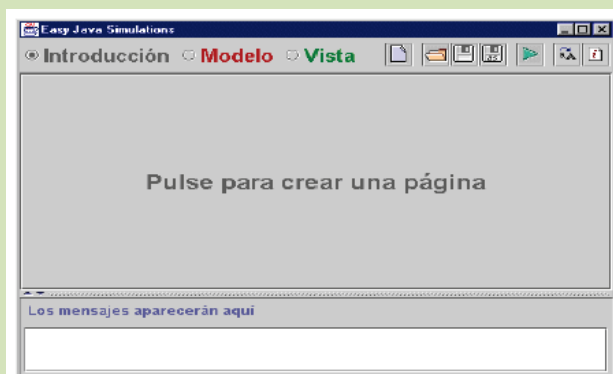 Easy Java Simulations
Introducción Modelo Vista
Pulse para crear una página
Los mensajes aparecerán aquí